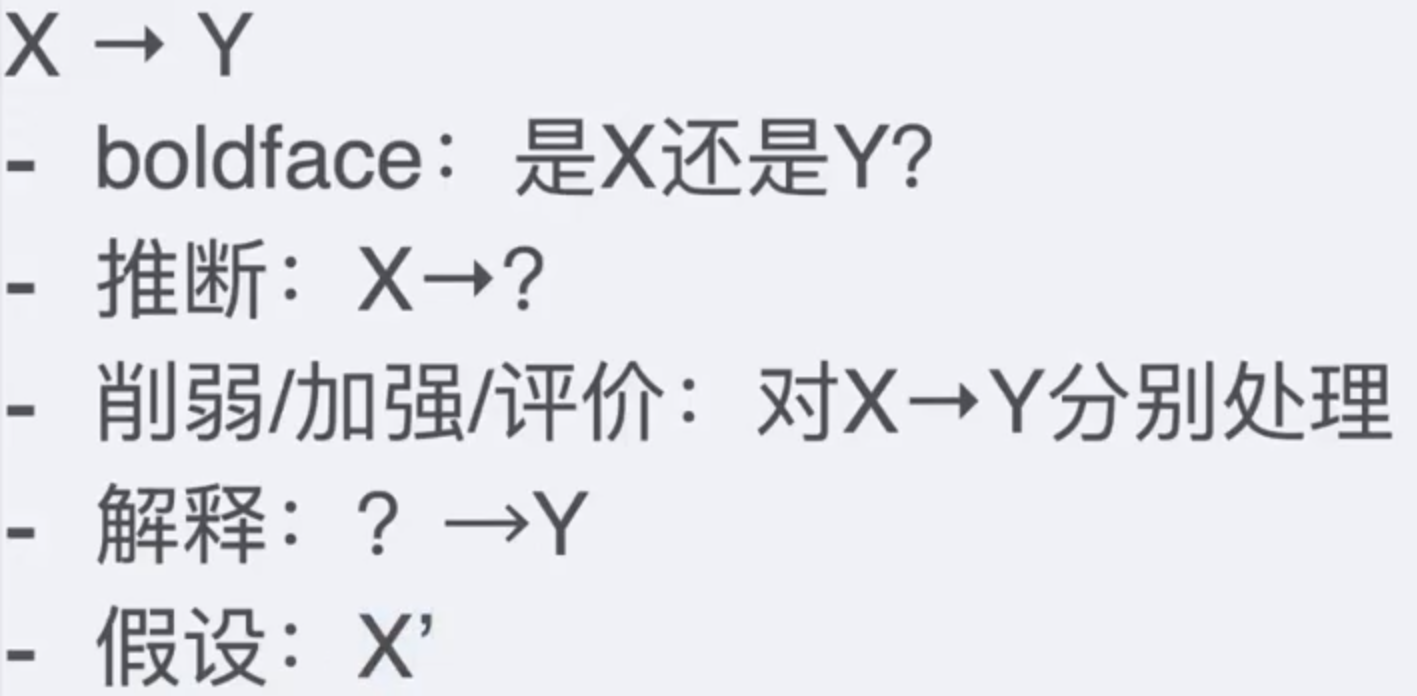 X → Y
- boldface：是X还是Y?
- 推断：X→?
- 削弱/加强/评价：对X→Y分别处理
- 解释：? →Y
- 假设：X’